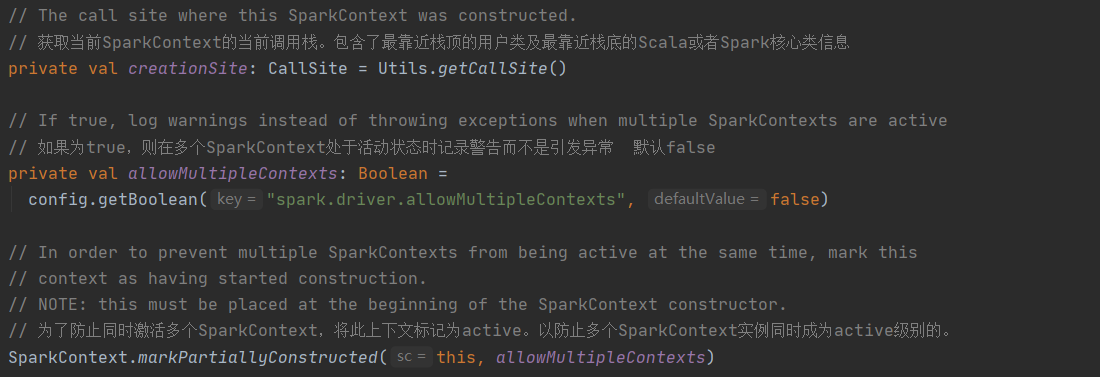 // The call site where this SparkContext was constructed.
// 获取当前SparkContext的当前调用栈。包含了最靠近栈顶的用户类及最靠近栈底的Scala或者Spark核心类信息
private val creationSite: CallSite = Utils.getCallSite()
// If true, log warnings instead of throwing exceptions when multiple SparkContexts are active
// 如果为true，则在多个SparkContext处于活动状态时记录警告而不是引发异常  默认false
private val allowMultipleContexts: Boolean =
config.getBoolean( key = "spark.driver.allowMultipleContexts", defaultValue = false)
// In order to prevent multiple SparkContexts from being active at the same time, mark this
// context as having started construction.
// NOTE: this must be placed at the beginning of the SparkContext constructor.
// 为了防止同时激活多个SparkContext，将此上下文标记为active。以防止多个SparkContext实例同时成为active级别的。
SparkContext.markPartiallyConstructed( sc = this, allowMultipleContexts)